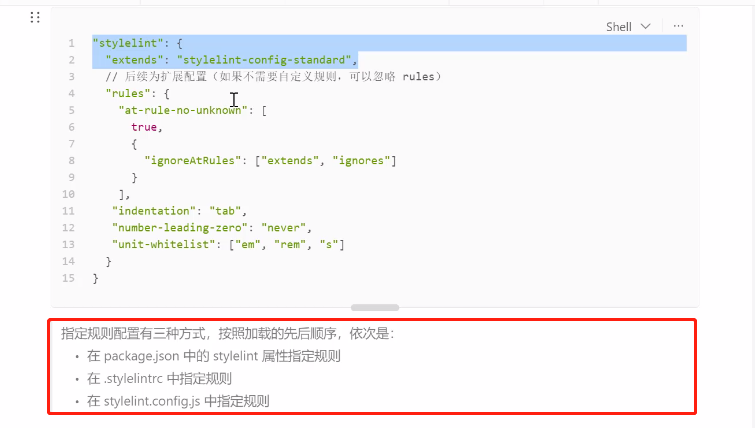 Shell
1 "stylelint": {
2 "extends": "stylelint-config-standard",
3 // 后续为扩展配置（如果不需要自定义规则，可以忽略 rules）
4 "rules": {
5 "at-rule-no-unknown": [
6 true,
7 {
8 "ignoreAtRules": ["extends", "ignores"]
9 }
10 ],
11 "indentation": "tab",
12 "number-leading-zero": "never",
13 "unit-whitelist": ["em", "rem", "s"]
14 }
15 }
指定规则配置有三种方式，按照加载的先后顺序，依次是：
• 在 package.json 中的 stylelint 属性指定规则
• 在 .stylelintrc 中指定规则
• 在 stylelint.config.js 中指定规则